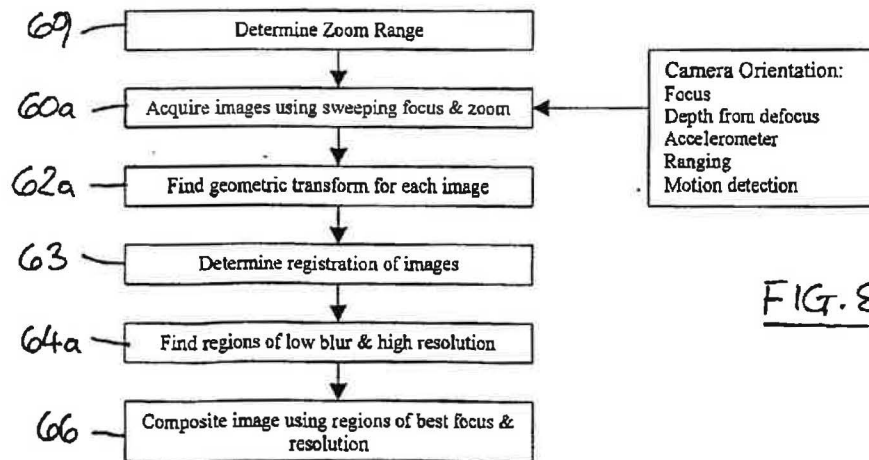 69
Determine Zoom Range
60a
Acquire images using sweeping focus & zoom
Camera Orientation:
Focus
Depth from defocus
Accelerometer
Ranging
Motion detection
62a
Find geometric transform for each image
63
Determine registration of images
64a
Find regions of low blur & high resolution
66
Composite image using regions of best focus &
resolution
FIG.